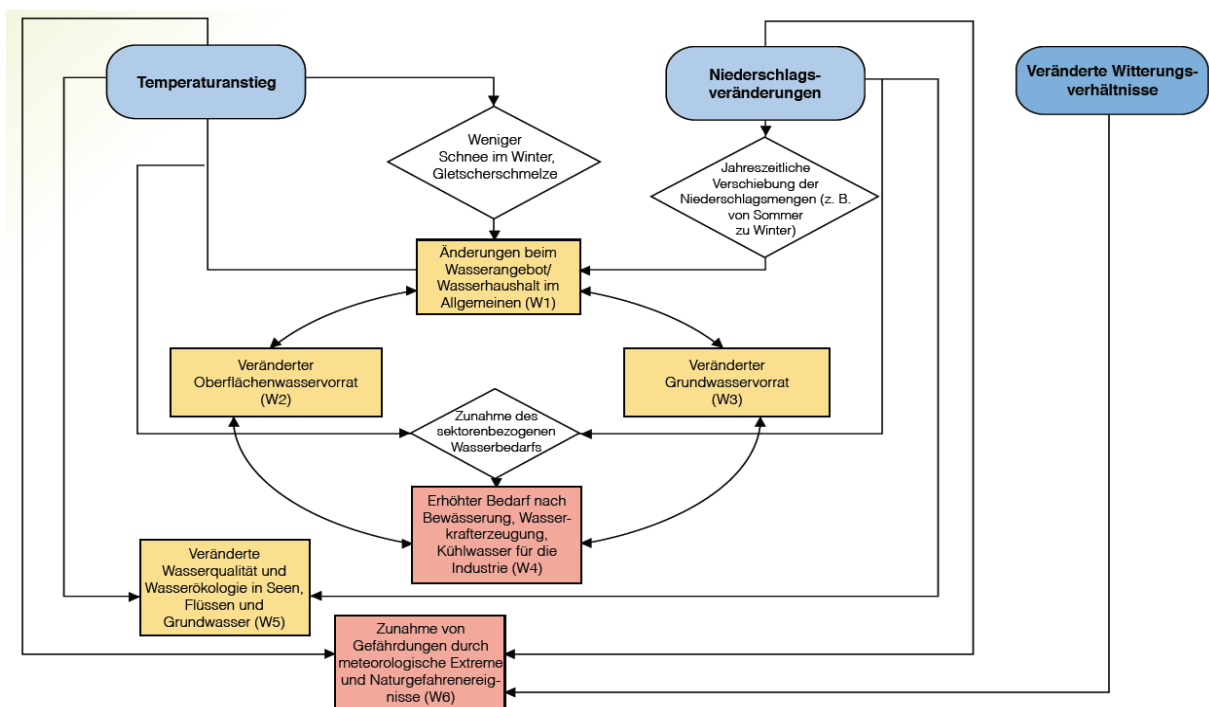 Temperaturanstieg
Niederschlags-
veränderungen
Veränderte Witterungs-
verhältnisse
Weniger
Schnee im Winter,
Gletscherschmelze
Jahreszeitliche
Verschiebung der
Niederschlagsmengen (z. B.
von Sommer
zu Winter)
Änderungen beim
Wasserangebot/
Wasserhaushalt im
Allgemeinen (W1)
Veränderter
Oberflächenwasservorrat
(W2)
Veränderter
Grundwasservorrat
(W3)
Zunahme des
sektorenbezogenen
Wasserbedarfs
Erhöhter Bedarf nach
Bewässerung, Wasser-
krafterzeugung,
Kühlwasser für die
Industrie (W4)
Veränderte
Wasserqualität und
Wasserökologie in Seen,
Flüssen und
Grundwasser (W5)
Zunahme von
Gefährdungen durch
meteorologische Extreme
und Naturgefahrenereig-
nisse (W6)